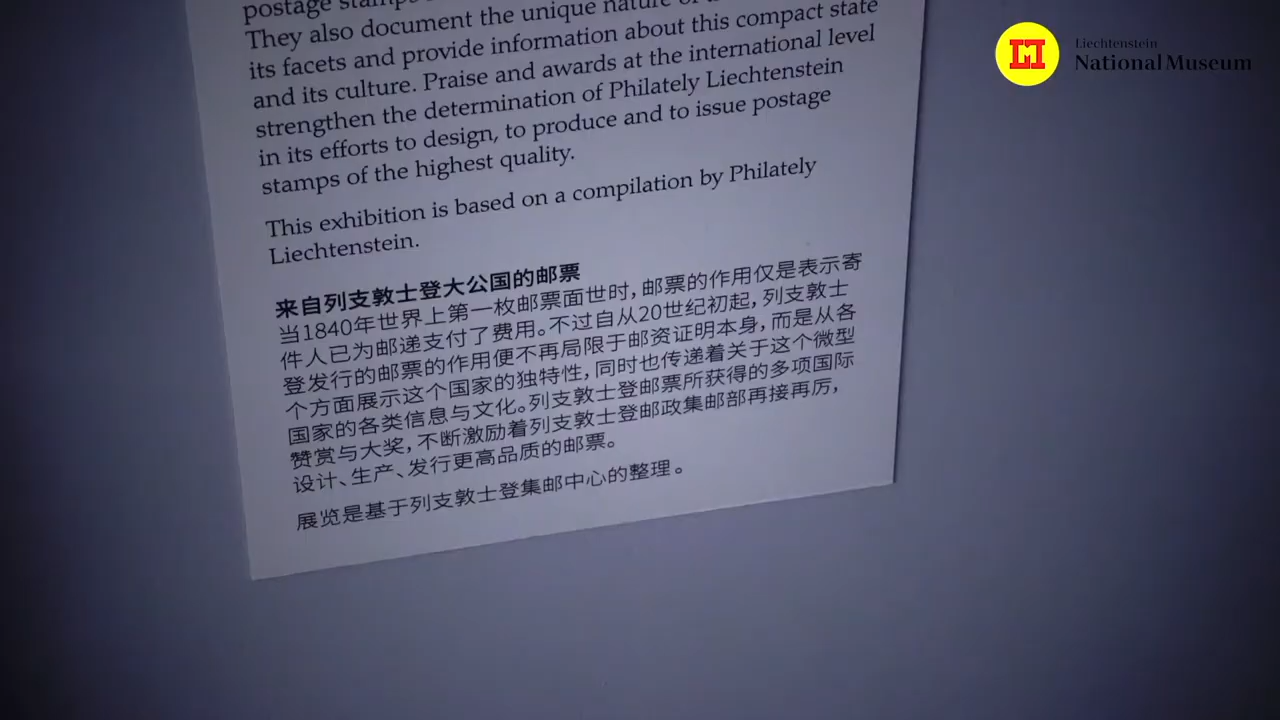 postage stamps
They also document the unique nature of
its facets and provide information about this compact state
and its culture. Praise and awards at the international level
strengthen the determination of Philately Liechtenstein
in its efforts to design, to produce and to issue postage
stamps of the highest quality.
This exhibition is based on a compilation by Philately
Liechtenstein.
来自列支敦士登大公国的邮票
当1840年世界上第一枚邮票面世时，邮票的作用仅是表示寄
件人已为邮递支付了费用。不过自从20世纪初起，列支敦士
登发行的邮票的作用便不再局限于邮资证明本身，而是从各
个方面展示这个国家的独特性，同时也传递着关于这个微型
国家的各类信息与文化。列支敦士登邮票所获得的多项国际
赞赏与大奖，不断激励着列支敦士登邮政集邮部再接再厉，
设计、生产、发行更高品质的邮票。
展览是基于列支敦士登集邮中心的整理。
Liechtenstein
National Museum